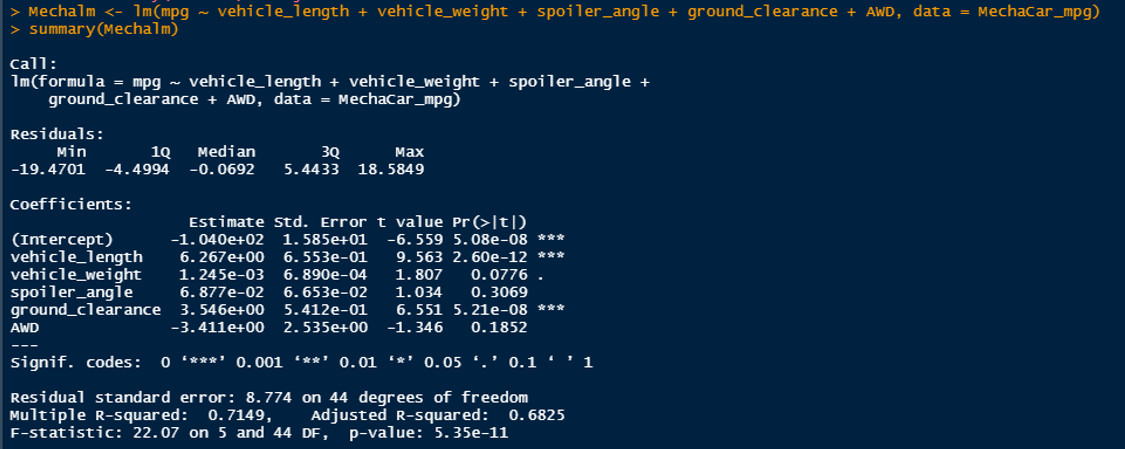 > Mechalm <- lm(mpg ~ vehicle_length + vehicle_weight + spoiler_angle + ground_clearance + AWD, data = MechaCar_mpg)
> summary(Mechalm)
Call:
lm(formula = mpg ~ vehicle_length + vehicle_weight + spoiler_angle +
    ground_clearance + AWD, data = MechaCar_mpg)
Residuals:
     Min       1Q   Median       3Q      Max
-19.4701  -4.4994  -0.0692   5.4433  18.5849
Coefficients:
                   Estimate Std. Error t value Pr(>|t|)
(Intercept)      -1.040e+02  1.585e+01  -6.559 5.08e-08 ***
vehicle_length    6.267e+00  6.553e-01   9.563 2.60e-12 ***
vehicle_weight    1.245e-03  6.890e-04   1.807   0.0776 .
spoiler_angle     6.877e-02  6.653e-02   1.034   0.3069
ground_clearance  3.546e+00  5.412e-01   6.551 5.21e-08 ***
AWD              -3.411e+00  2.535e+00  -1.346   0.1852
---
Signif. codes:  0 ‘***’ 0.001 ‘**’ 0.01 ‘*’ 0.05 ‘.’ 0.1 ‘ ’ 1
Residual standard error: 8.774 on 44 degrees of freedom
Multiple R-squared:  0.7149,	Adjusted R-squared:  0.6825
F-statistic: 22.07 on 5 and 44 DF,  p-value: 5.35e-11